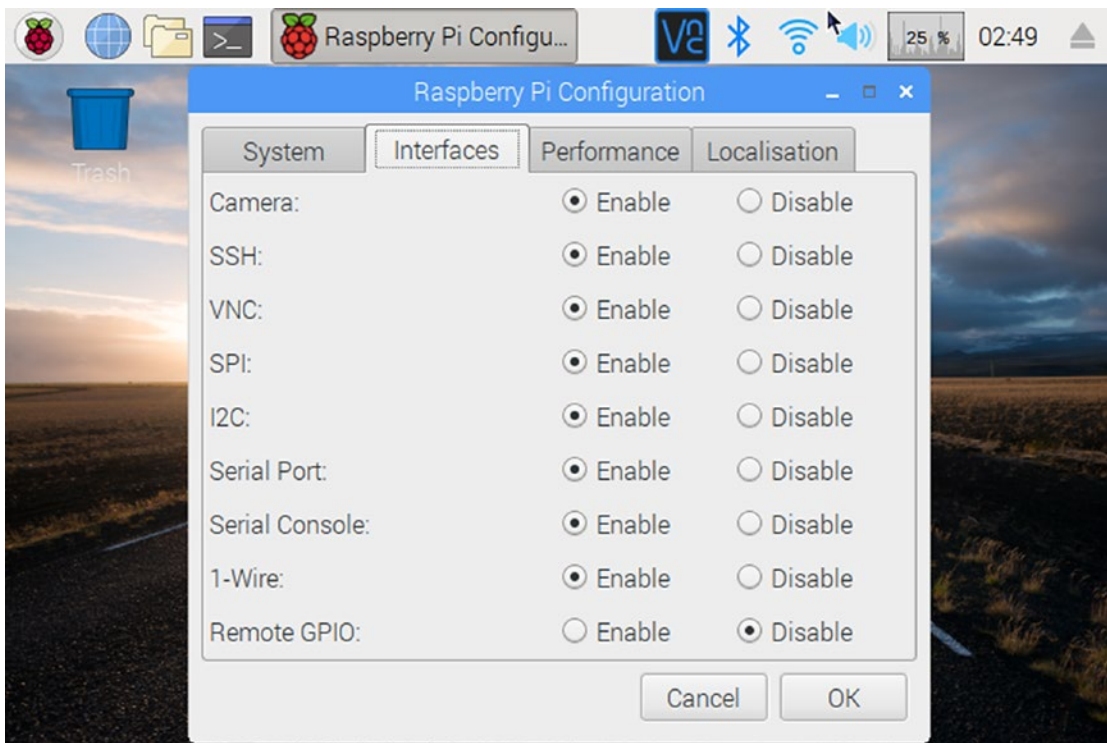 Raspberry Pi Configu...
VNC
25 %
02:49
Raspberry Pi Configuration
Trash
System Interfaces Performance Localisation
Camera: Enable Disable
SSH: Enable Disable
VNC: Enable Disable
SPI: Enable Disable
I2C: Enable Disable
Serial Port: Enable Disable
Serial Console: Enable Disable
1-Wire: Enable Disable
Remote GPIO: Enable Disable
Cancel OK